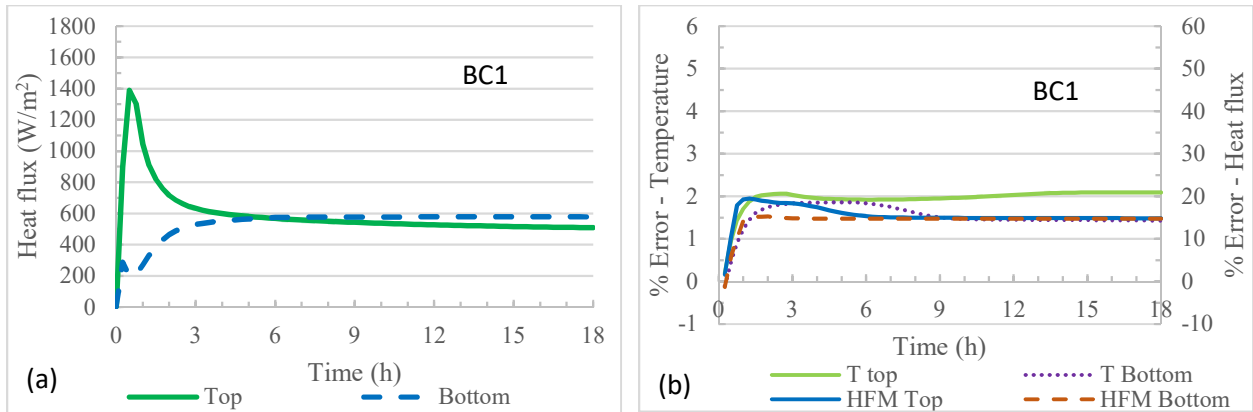 1800
1600
1400
1200
1000
800
600
400
200
0
Heat flux (W/m²)
BC1
0 3 6 9 12 15 18
Time (h)
(a)
Top Bottom
6
5
4
3
2
1
0
-1
% Error - Temperature
BC1
60
50
40
30
20
10
0
-10
% Error - Heat flux
0 3 6 9 12 15 18
Time (h)
(b)
T top T Bottom
HFM Top HFM Bottom